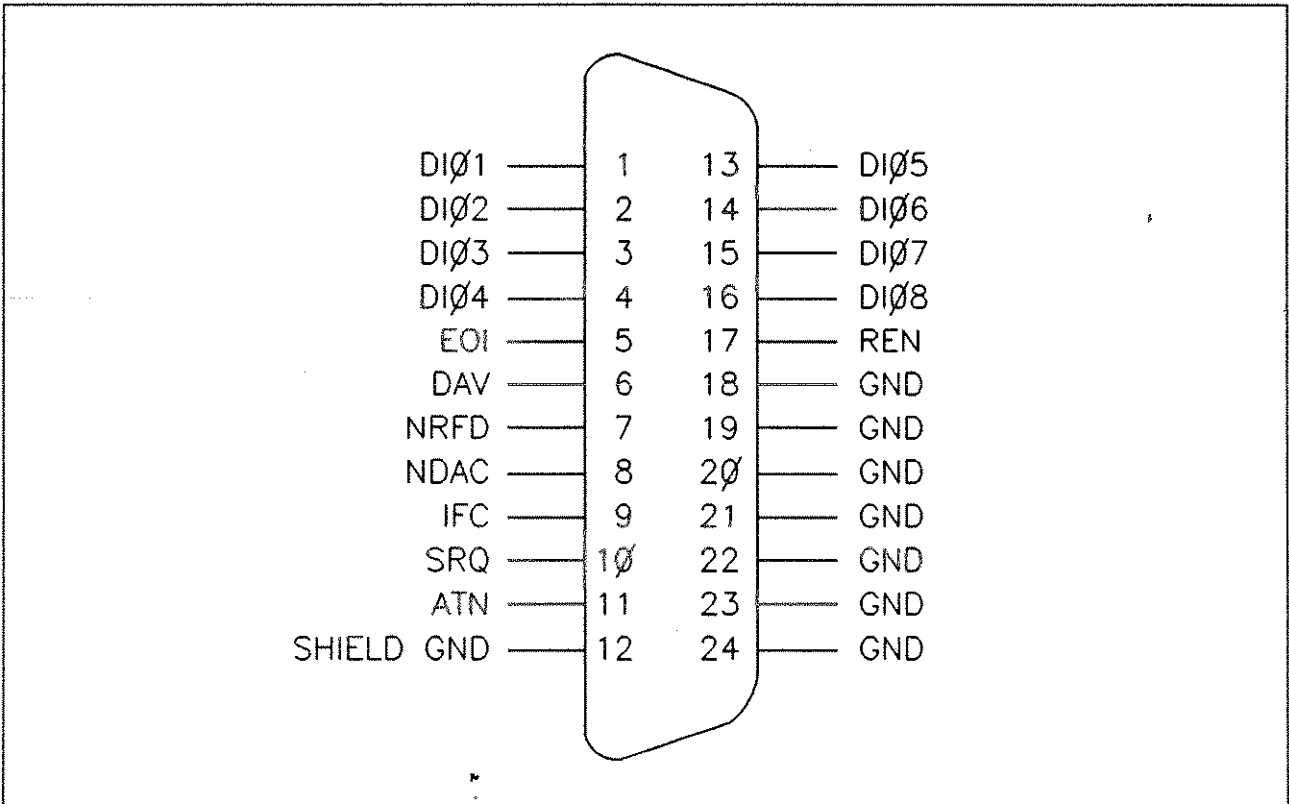 DIØ1 1 13 DIØ5
DIØ2 2 14 DIØ6
DIØ3 3 15 DIØ7
DIØ4 4 16 DIØ8
EOI 5 17 REN
DAV 6 18 GND
NRFD 7 19 GND
NDAC 8 2Ø GND
IFC 9 21 GND
SRQ 1Ø 22 GND
ATN 11 23 GND
SHIELD GND 12 24 GND